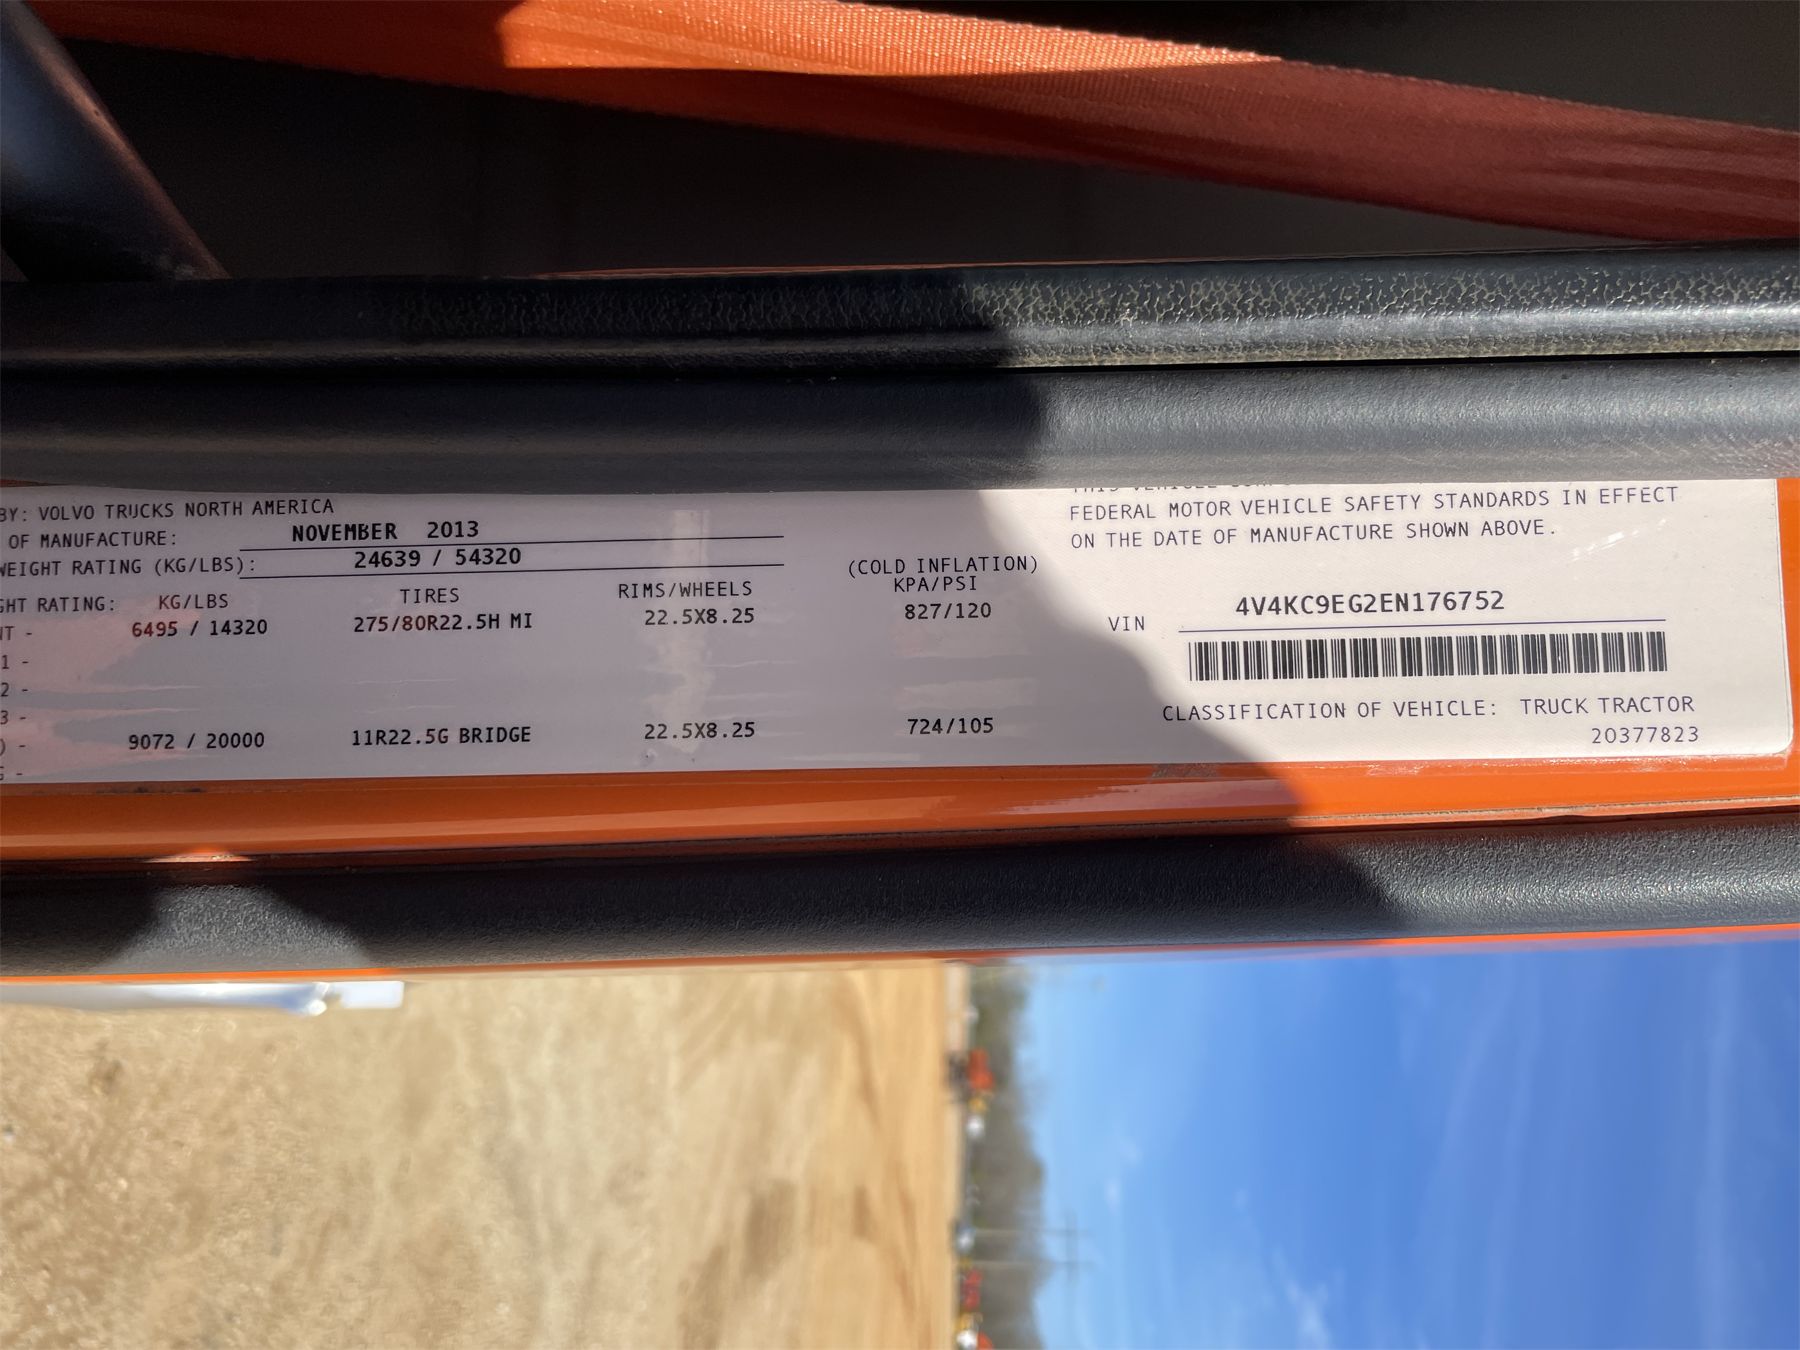 BY: VOLVO TRUCKS NORTH AMERICA
OF MANUFACTURE: NOVEMBER 2013
WEIGHT RATING (KG/LBS): 24639 / 54320
GHT RATING: KG/LBS TIRES RIMS/WHEELS (COLD INFLATION) KPA/PSI
NT - 6495 / 14320 275/80R22.5H MI 22.5X8.25 827/120
1 -
2 -
3 -
) - 9072 / 20000 11R22.5G BRIDGE 22.5X8.25 724/105
THIS VEHICLE
FEDERAL MOTOR VEHICLE SAFETY STANDARDS IN EFFECT
ON THE DATE OF MANUFACTURE SHOWN ABOVE.
VIN 4V4KC9EG2EN176752
CLASSIFICATION OF VEHICLE: TRUCK TRACTOR
20377823